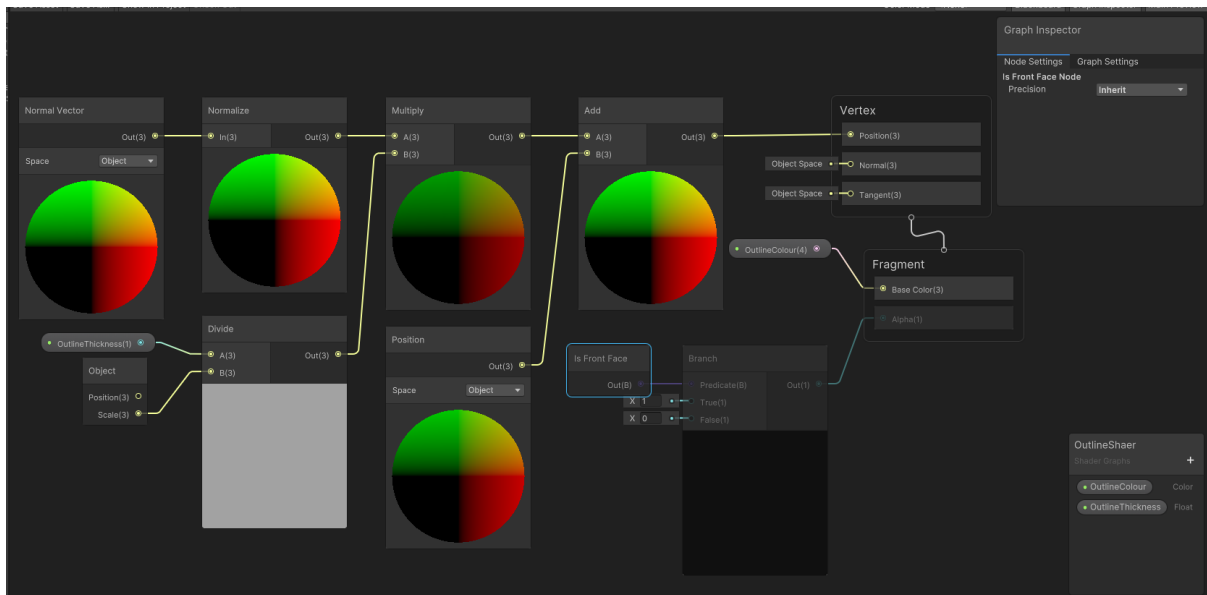 Graph Inspector
Node Settings Graph Settings
Is Front Face Node
Precision Inherit
Normal Vector
Out(3)
Space Object
Normalize
In(3) Out(3)
Multiply
A(3) Out(3)
B(3)
Add
A(3) Out(3)
B(3)
Vertex
Position(3)
Object Space Normal(3)
Object Space Tangent(3)
OutlineColour(4)
Fragment
Base Color(3)
Alpha(1)
OutlineThickness(1)
Object
Position(3)
Scale(3)
Divide
A(3) Out(3)
B(3)
Position
Out(3)
Space Object
Is Front Face
Out(B)
Branch
Predicate(B) Out(1)
X 1 True(1)
X 0 False(1)
OutlineShaer
Shader Graphs +
OutlineColour Color
OutlineThickness Float